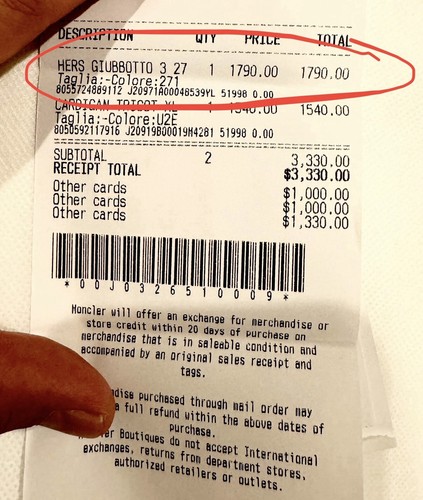 DESCRIPTION QTY PRICE TOTAL
HERS GIUBBOTTO 3 27 1 1790.00 1790.00
Taglia:-Colore:271
8055724889112 J20971A00048539YL 51998 0.00
CARDIGAN TRICOT XL 1 1540.00 1540.00
Taglia:-Colore:U2E
8050592117916 J20919B00019M4281 51998 0.00
SUBTOTAL 2 3,330.00
RECEIPT TOTAL $3,330.00
Other cards $1,000.00
Other cards $1,000.00
Other cards $1,330.00
*00J0326510009*
Moncler will offer an exchange for merchandise or
store credit within 20 days of purchase on
merchandise that is in saleable condition and
accompanied by an original sales receipt and
tags.
ndise purchased through mail order may
a full refund within the above dates of
purchase.
er Boutiques do not accept International
exchanges, returns from department stores,
authorized retailers or outlets.